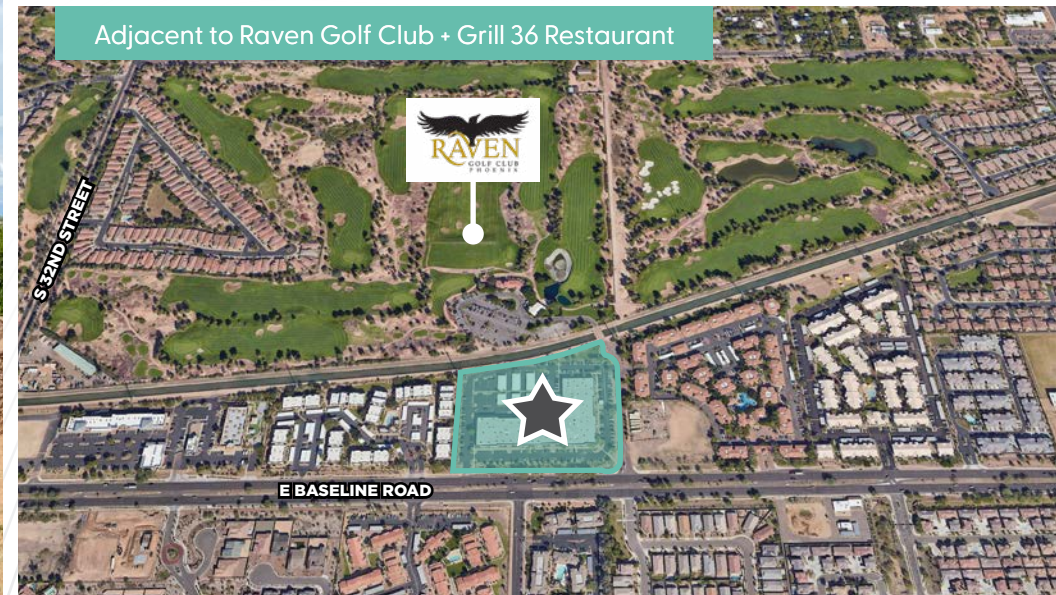 Adjacent to Raven Golf Club + Grill 36 Restaurant
RAVEN
GOLF CLUB
PHOENIX
S 32ND STREET
E BASELINE ROAD